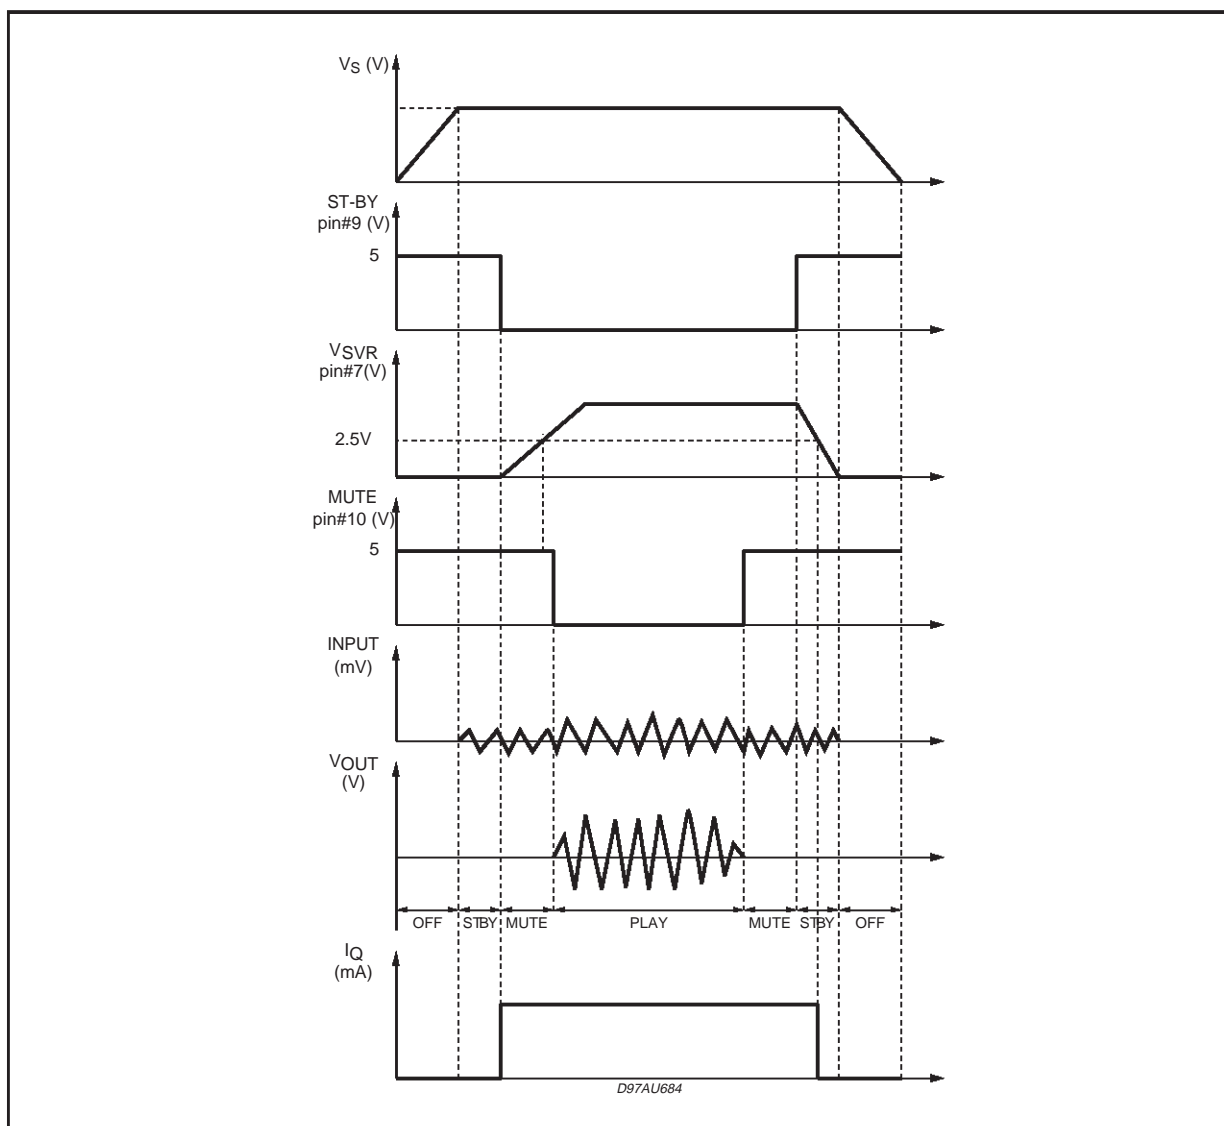 VS (V)
ST-BY
pin#9 (V)
5
VSVR
pin#7(V)
2.5V
MUTE
pin#10 (V)
5
INPUT
(mV)
VOUT
(V)
OFF STBY MUTE PLAY MUTE STBY OFF
IQ
(mA)
D97AU684